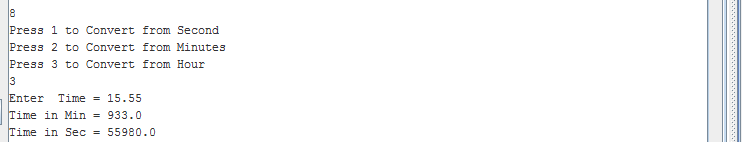 8
Press 1 to Convert from Second
Press 2 to Convert from Minutes
Press 3 to Convert from Hour
3
Enter  Time = 15.55
Time in Min = 933.0
Time in Sec = 55980.0